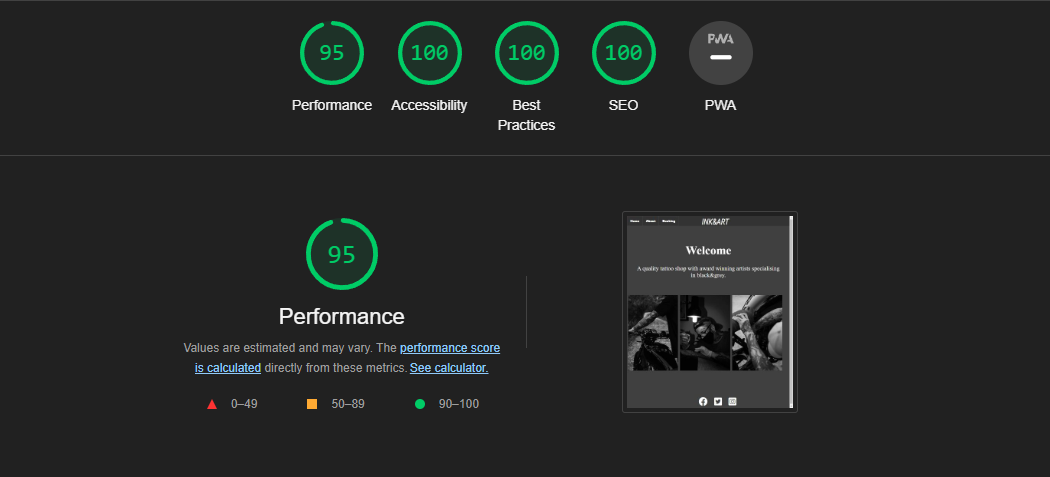 95
100
100
100
PWA
Performance
Accessibility
Best
Practices
SEO
PWA
95
Performance
Values are estimated and may vary. The performance score
is calculated directly from these metrics. See calculator.
0–49
50–89
90–100
Home About Booking
INK&ART
Welcome
A quality tattoo shop with award winning artists specialising
in black&grey.